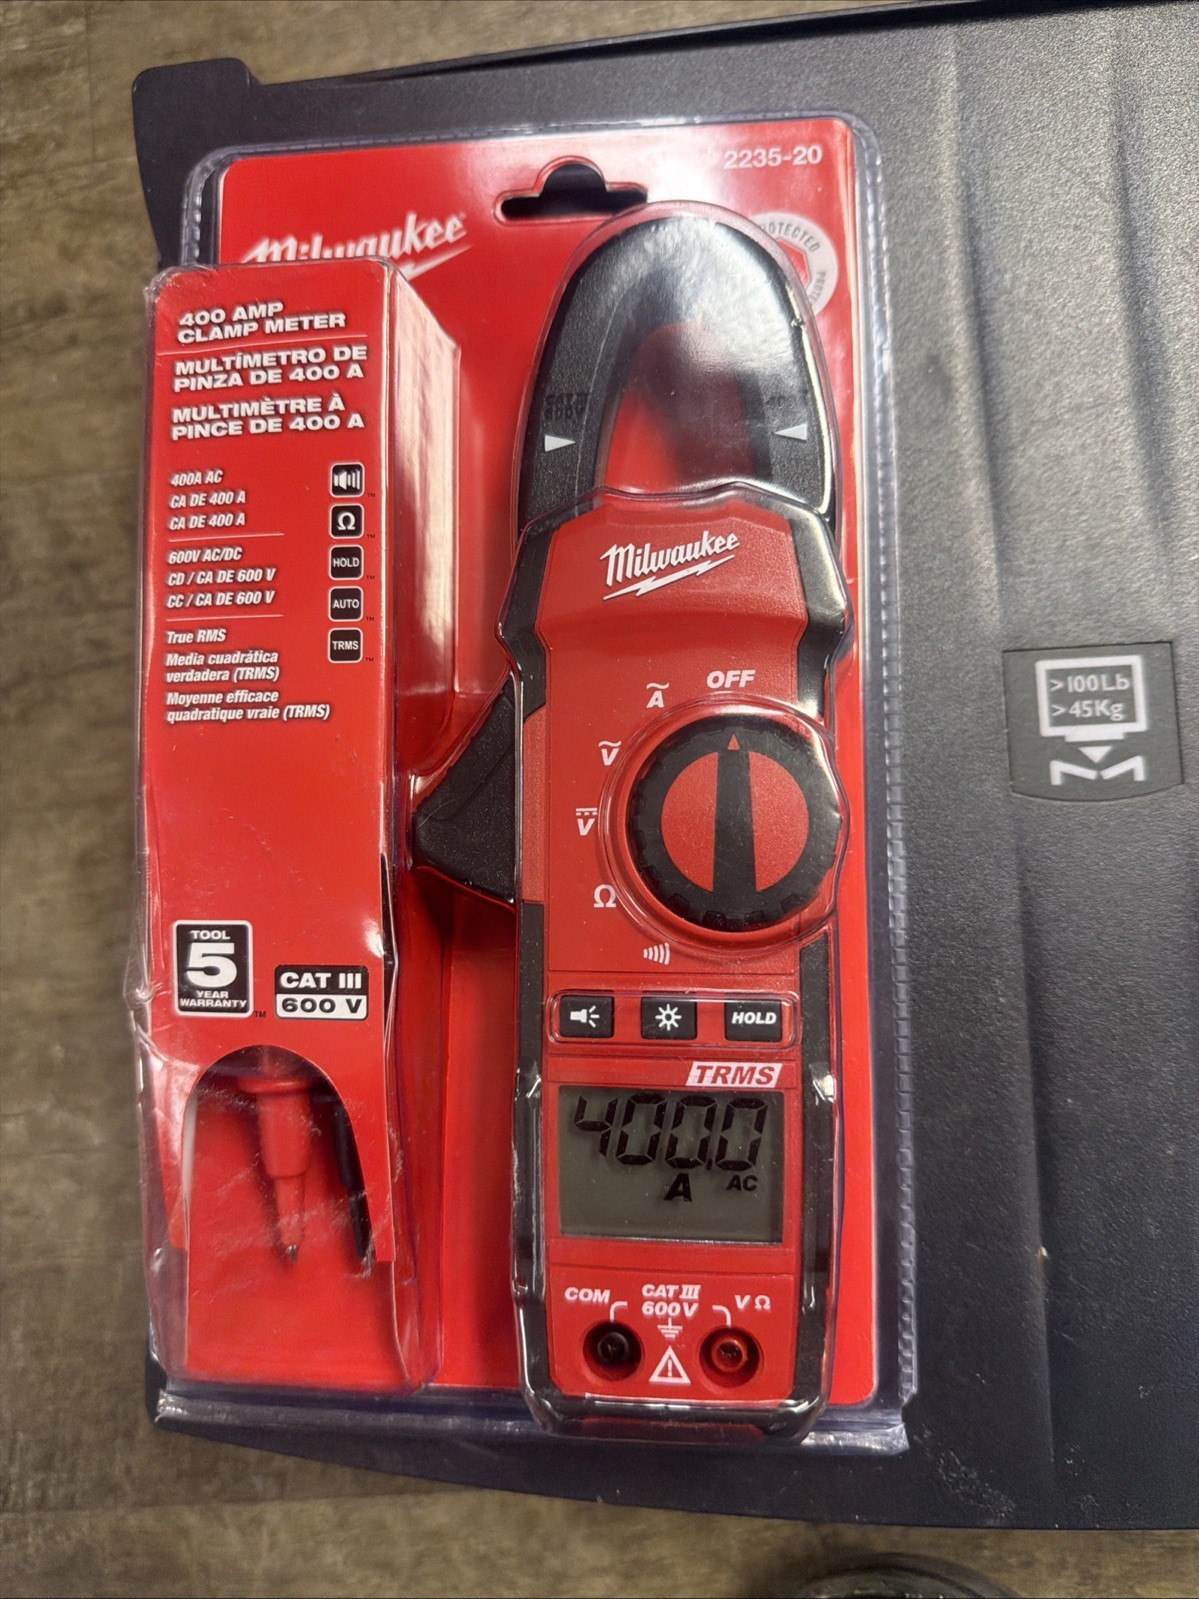 2235-20
Milwaukee
OTECTED
400 AMP
CLAMP METER
MULTÍMETRO DE
PINZA DE 400 A
MULTIMÈTRE À
PINCE DE 400 A
400A AC
CA DE 400 A
CA DE 400 A
Ω
600V AC/DC
CD / CA DE 600 V
CC / CA DE 600 V
HOLD
AUTO
True RMS
Media cuadrática
verdadera (TRMS)
Moyenne efficace
quadratique vraie (TRMS)
TRMS
TOOL
5
YEAR
WARRANTY™
CAT III
600 V
Milwaukee
OFF
A
V
V
Ω
HOLD
TRMS
400.0
A AC
COM
CAT III
600V
V Ω
>100Lb
>45Kg